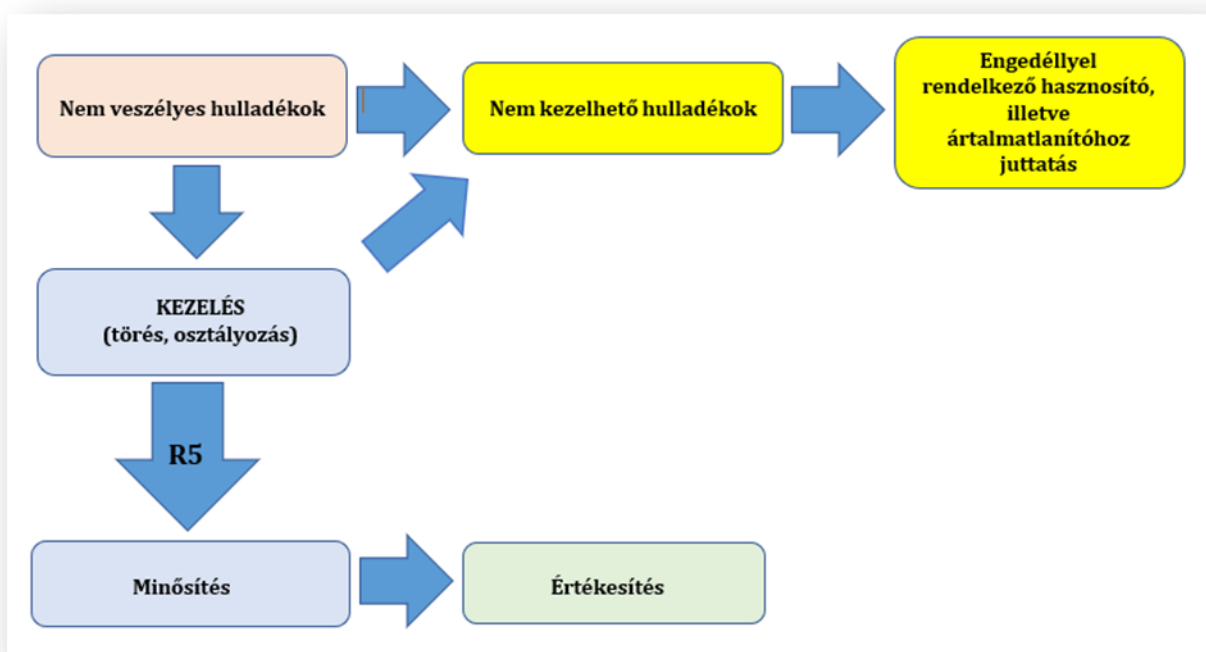 Nem veszélyes hulladékok
Nem kezelhető hulladékok
Engedéllyel
rendelkező hasznosító,
illetve
ártalmatlanítóhoz
juttatás
KEZELÉS
(törés, osztályozás)
R5
Minősítés
Értékesítés